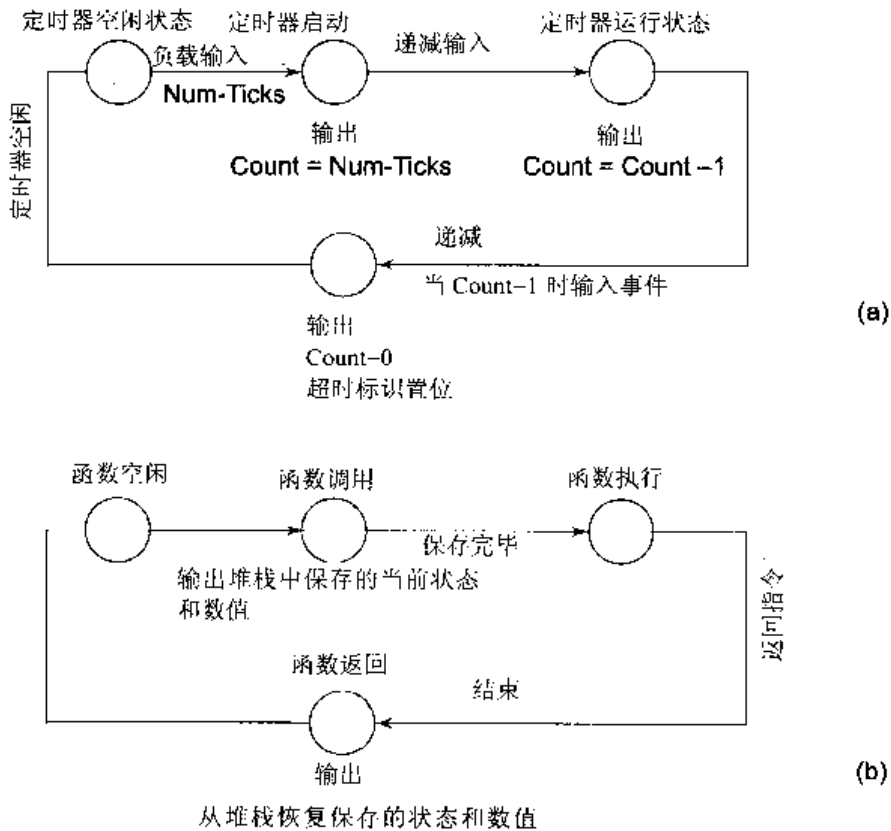 定时器空闲状态
定时器启动
定时器运行状态
负载输入
递减输入
Num-Ticks
定时器空闲
输出
输出
Count = Num-Ticks
Count = Count –1
递减
当 Count–1 时输入事件
(a)
输出
Count–0
超时标识置位
函数空闲
函数调用
函数执行
保存完毕
输出堆栈中保存的当前状态
和数值
返回指令
函数返回
结束
输出
(b)
从堆栈恢复保存的状态和数值